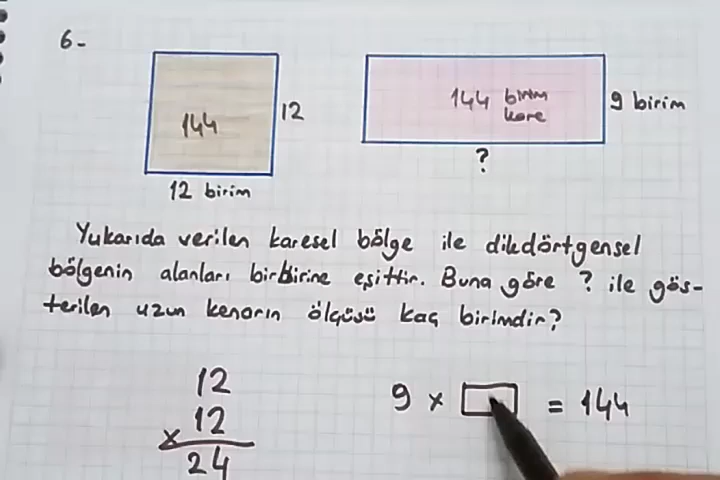 6-
144
12
12 birim
144 birim
kare
9 birim
?
Yukarıda verilen karesel bölge ile dikdörtgensel
bölgenin alanları birbirine eşittir. Buna göre ? ile gös-
terilen uzun kenarın ölçüsü kaç birimdir?
12
x 12
24
9 x = 144